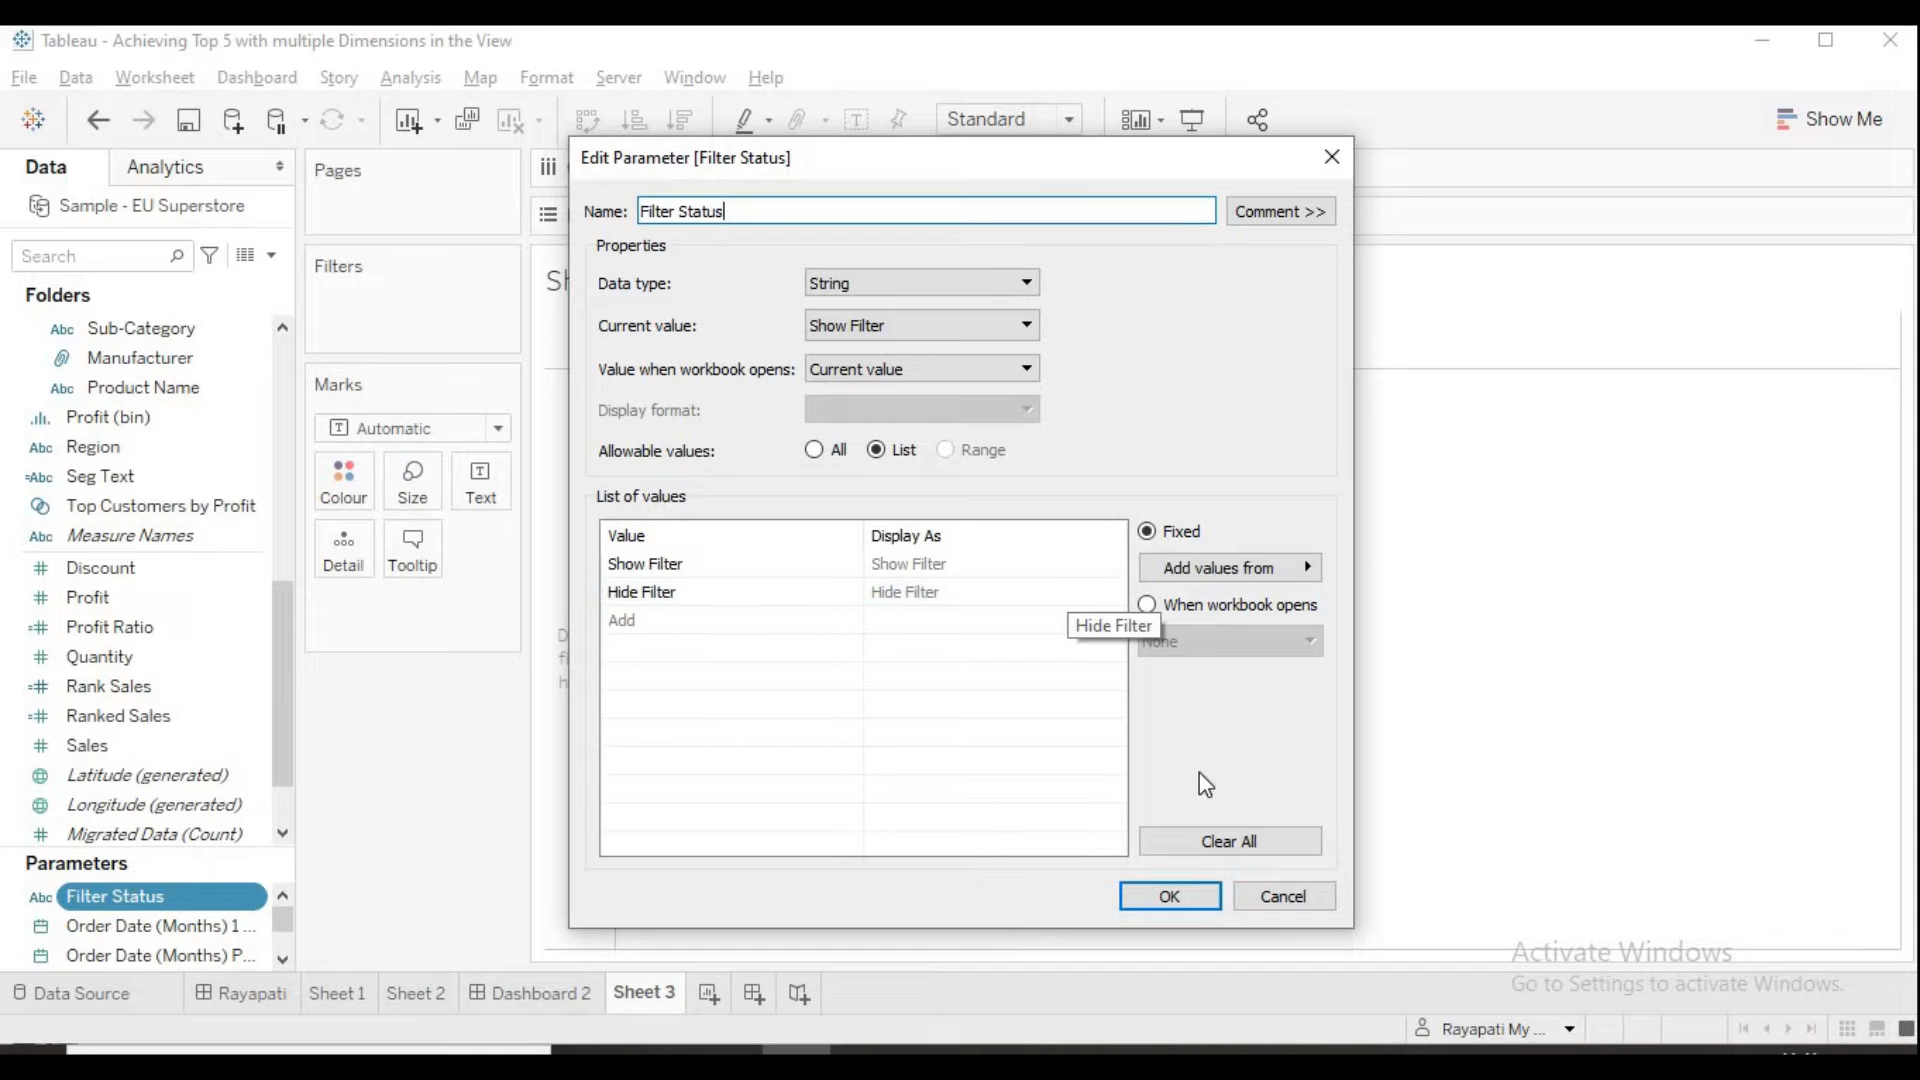 Tableau - Achieving Top 5 with multiple Dimensions in the View
File Data Worksheet Dashboard Story Analysis Map Format Server Window Help
Standard
Show Me
Data
Analytics
Sample - EU Superstore
Search
Folders
Abc Sub-Category
Manufacturer
Abc Product Name
Profit (bin)
Abc Region
=Abc Seg Text
Top Customers by Profit
Abc Measure Names
# Discount
# Profit
=# Profit Ratio
# Quantity
=# Rank Sales
=# Ranked Sales
# Sales
Latitude (generated)
Longitude (generated)
# Migrated Data (Count)
Parameters
Abc Filter Status
Order Date (Months) 1 ...
Order Date (Months) P...
Pages
Filters
Marks
Automatic
Colour
Size
Text
Detail
Tooltip
Edit Parameter [Filter Status]
Name: Filter Status
Comment >>
Properties
Data type: String
Current value: Show Filter
Value when workbook opens: Current value
Display format:
Allowable values: All List Range
List of values
Value Display As
Show Filter Show Filter
Hide Filter Hide Filter
Add
Hide Filter
Fixed
Add values from
When workbook opens
None
Clear All
OK
Cancel
Activate Windows
Go to Settings to activate Windows.
Data Source
Rayapati
Sheet 1
Sheet 2
Dashboard 2
Sheet 3
Rayapati My ...